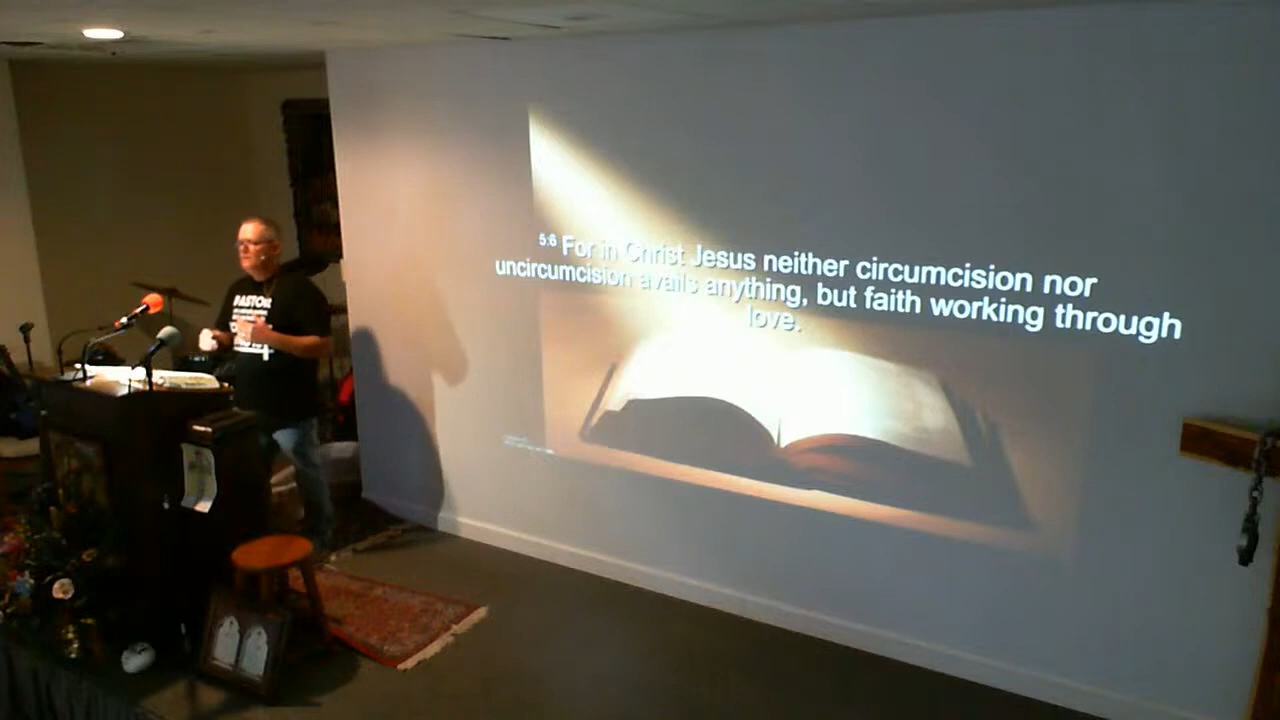 5:6 For in Christ Jesus neither circumcision nor
uncircumcision avails anything, but faith working through
love.
PASTOR